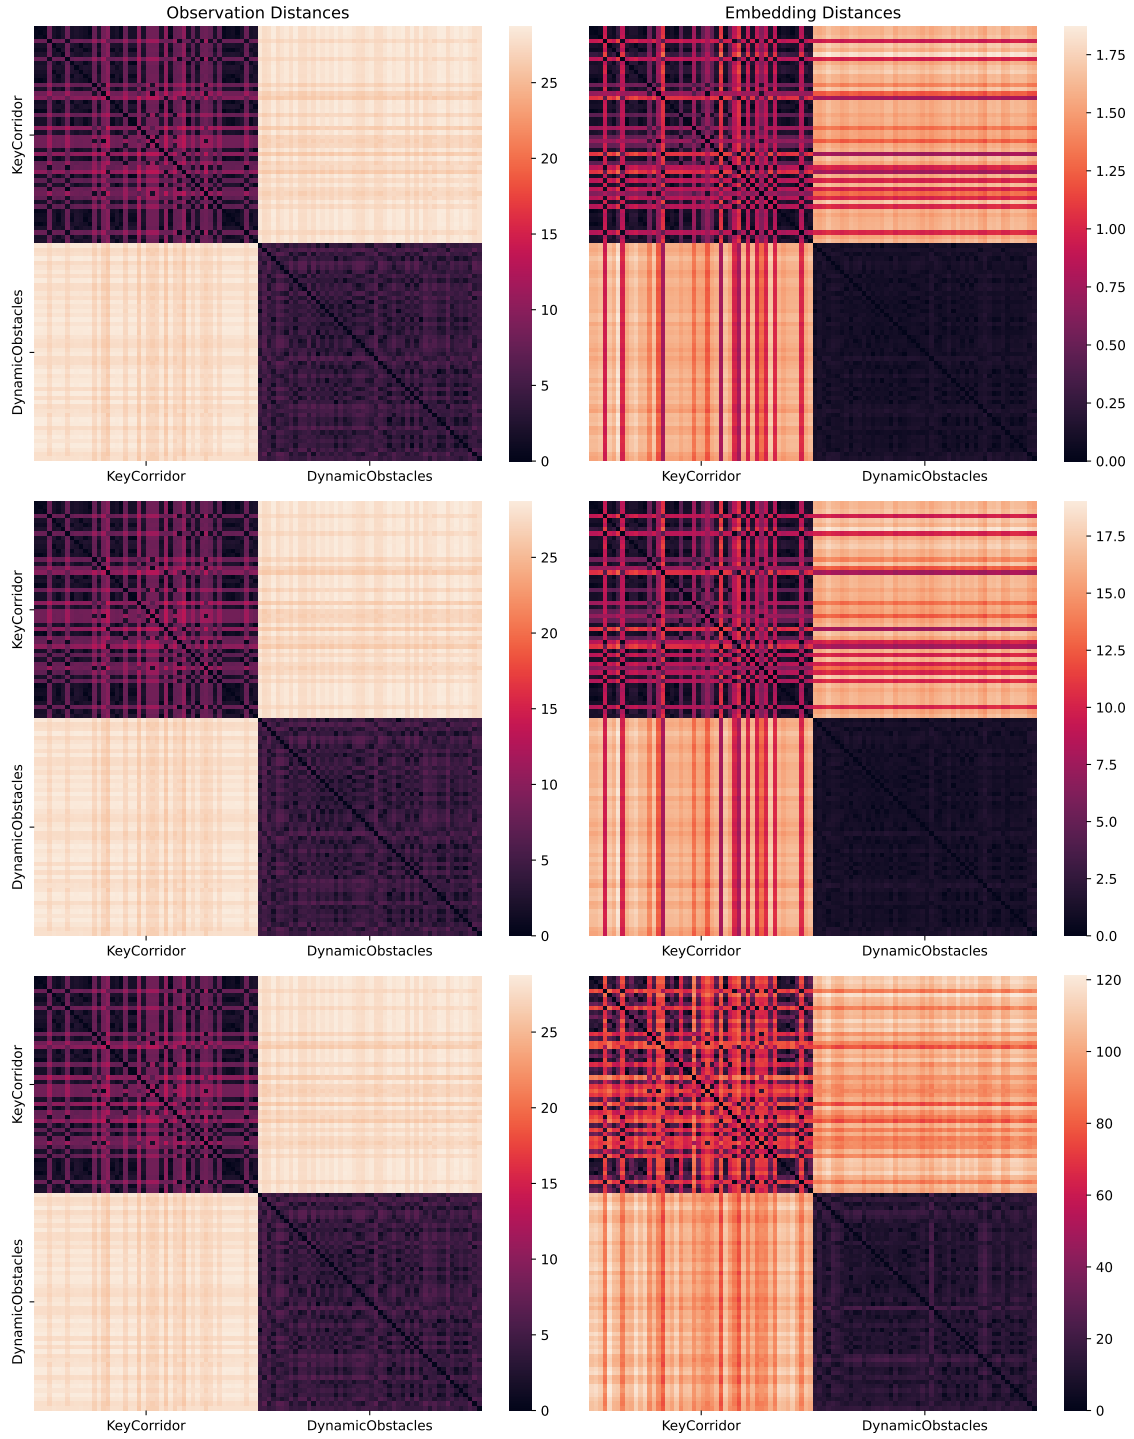 Observation Distances
Embedding Distances
KeyCorridor
DynamicObstacles
25
20
15
10
5
0
1.75
1.50
1.25
1.00
0.75
0.50
0.25
0.00
KeyCorridor
DynamicObstacles
KeyCorridor
DynamicObstacles
KeyCorridor
DynamicObstacles
25
20
15
10
5
0
17.5
15.0
12.5
10.0
7.5
5.0
2.5
0.0
KeyCorridor
DynamicObstacles
KeyCorridor
DynamicObstacles
KeyCorridor
DynamicObstacles
25
20
15
10
5
0
120
100
80
60
40
20
0
KeyCorridor
DynamicObstacles
KeyCorridor
DynamicObstacles